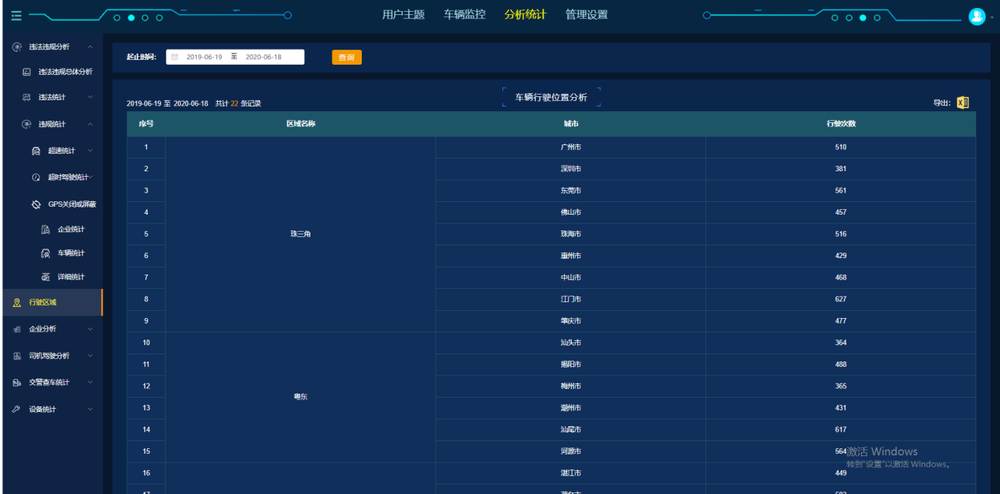 用户主题 车辆监控 分析统计 管理设置
违法违规分析
违法违规总体分析
违法统计
违规统计
超速统计
超时驾驶统计
GPS关闭或屏蔽
企业统计
车辆统计
详细统计
行驶区域
企业分析
司机驾驶分析
交警查车统计
设备统计
起止时间: 2019-06-19 至 2020-06-18 查询
车辆行驶位置分析
2019-06-19 至 2020-06-18 共计 22 条记录 导出:
序号 区域名称 城市 行驶次数
1 珠三角 广州市 510
2 深圳市 381
3 东莞市 561
4 佛山市 457
5 珠海市 516
6 惠州市 429
7 中山市 468
8 江门市 627
9 肇庆市 477
10 粤东 汕头市 364
11 揭阳市 488
12 梅州市 365
13 潮州市 431
14 汕尾市 617
15 河源市 564
16 湛江市 449
激活 Windows
转到"设置"以激活 Windows。